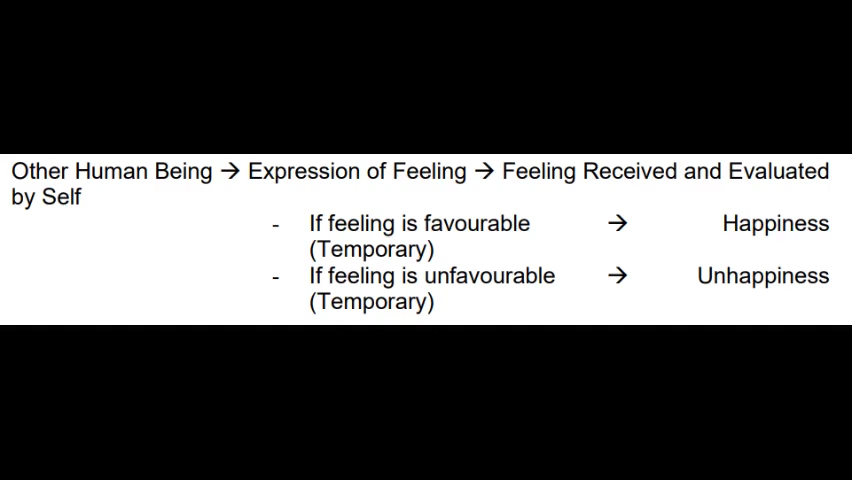 Other Human Being → Expression of Feeling → Feeling Received and Evaluated
by Self
- If feeling is favourable → Happiness
(Temporary)
- If feeling is unfavourable → Unhappiness
(Temporary)